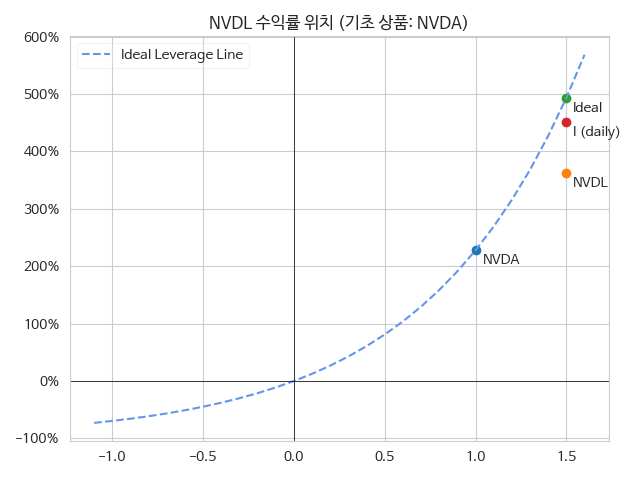 NVDL 수익률 위치 (기초 상품: NVDA)
600%
Ideal Leverage Line
500%
Ideal
I (daily)
400%
NVDL
300%
NVDA
200%
100%
0%
−100%
−1.0
−0.5
0.0
0.5
1.0
1.5